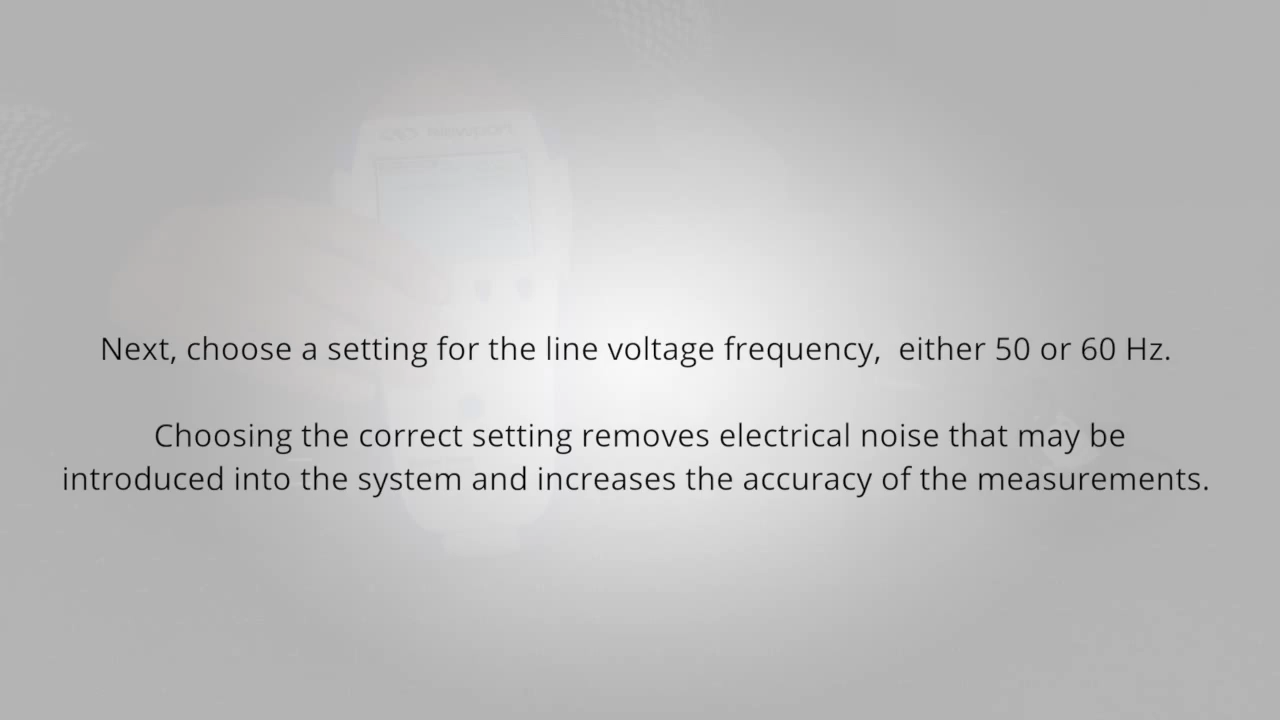 Newport
Next, choose a setting for the line voltage frequency,  either 50 or 60 Hz.
Choosing the correct setting removes electrical noise that may be
introduced into the system and increases the accuracy of the measurements.